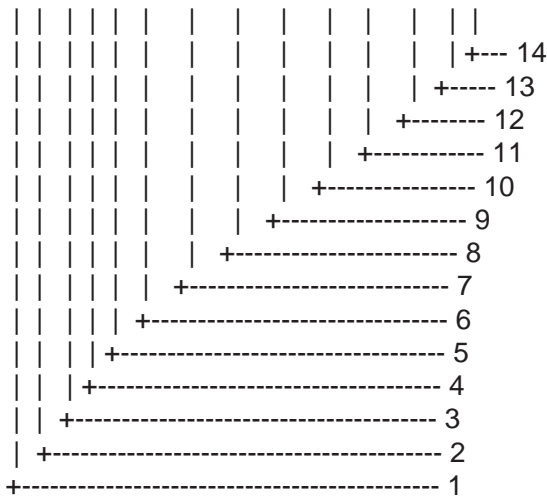 | | | | | | | | | | | | | | |
| | | | | | | | | | | | | | +--- 14
| | | | | | | | | | | | | +----- 13
| | | | | | | | | | | | +---------- 12
| | | | | | | | | | | +------------- 11
| | | | | | | | | | +----------------- 10
| | | | | | | | | +--------------------- 9
| | | | | | | | +-------------------------- 8
| | | | | | | +----------------------------- 7
| | | | | | +--------------------------------- 6
| | | | | +------------------------------------ 5
| | | | +-------------------------------------- 4
| | | +---------------------------------------- 3
| | +------------------------------------------- 2
| +---------------------------------------------- 1